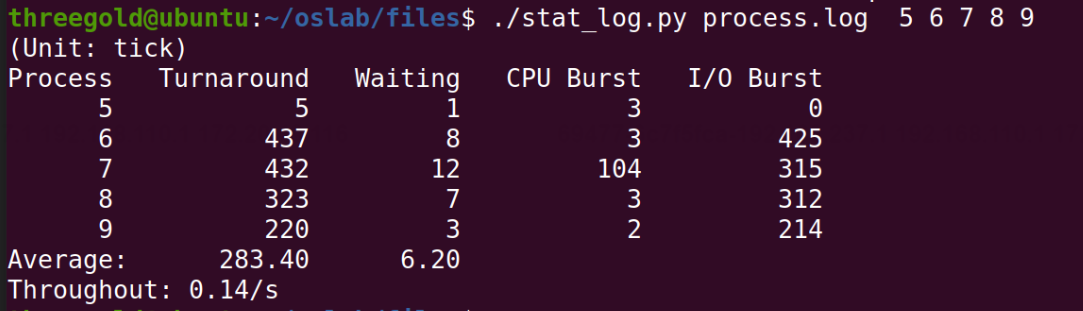 threegold@ubuntu:~/oslab/files$ ./stat_log.py process.log  5 6 7 8 9
(Unit: tick)
Process   Turnaround   Waiting   CPU Burst   I/O Burst
      5            5         1           3           0
      6          437         8           3         425
      7          432        12         104         315
      8          323         7           3         312
      9          220         3           2         214
Average:      283.40      6.20
Throughout: 0.14/s